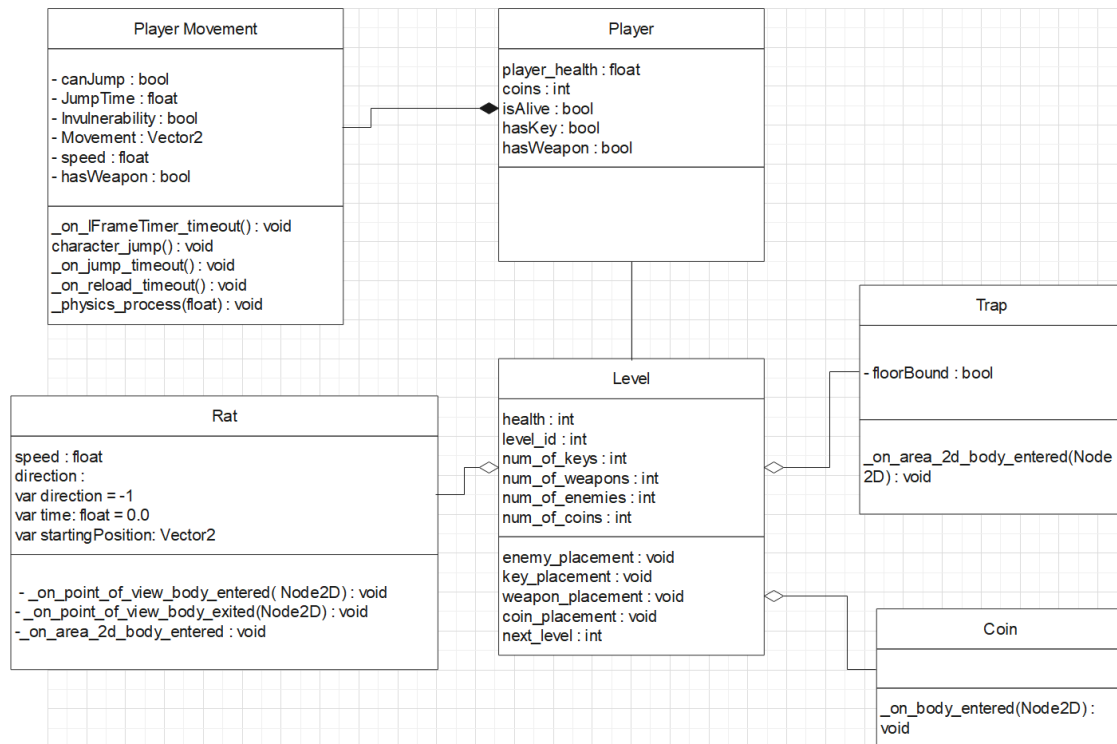 Player Movement
- canJump : bool
- JumpTime : float
- Invulnerability : bool
- Movement : Vector2
- speed : float
- hasWeapon : bool
_on_IFrameTimer_timeout() : void
character_jump() : void
_on_jump_timeout() : void
_on_reload_timeout() : void
_physics_process(float) : void
Player
player_health : float
coins : int
isAlive : bool
hasKey : bool
hasWeapon : bool
Trap
- floorBound : bool
_on_area_2d_body_entered(Node
2D) : void
Level
health : int
level_id : int
num_of_keys : int
num_of_weapons : int
num_of_enemies : int
num_of_coins : int
enemy_placement : void
key_placement : void
weapon_placement : void
coin_placement : void
next_level : int
Rat
speed : float
direction :
var direction = -1
var time: float = 0.0
var startingPosition: Vector2
- _on_point_of_view_body_entered( Node2D) : void
- _on_point_of_view_body_exited(Node2D) : void
-_on_area_2d_body_entered : void
Coin
_on_body_entered(Node2D) :
void